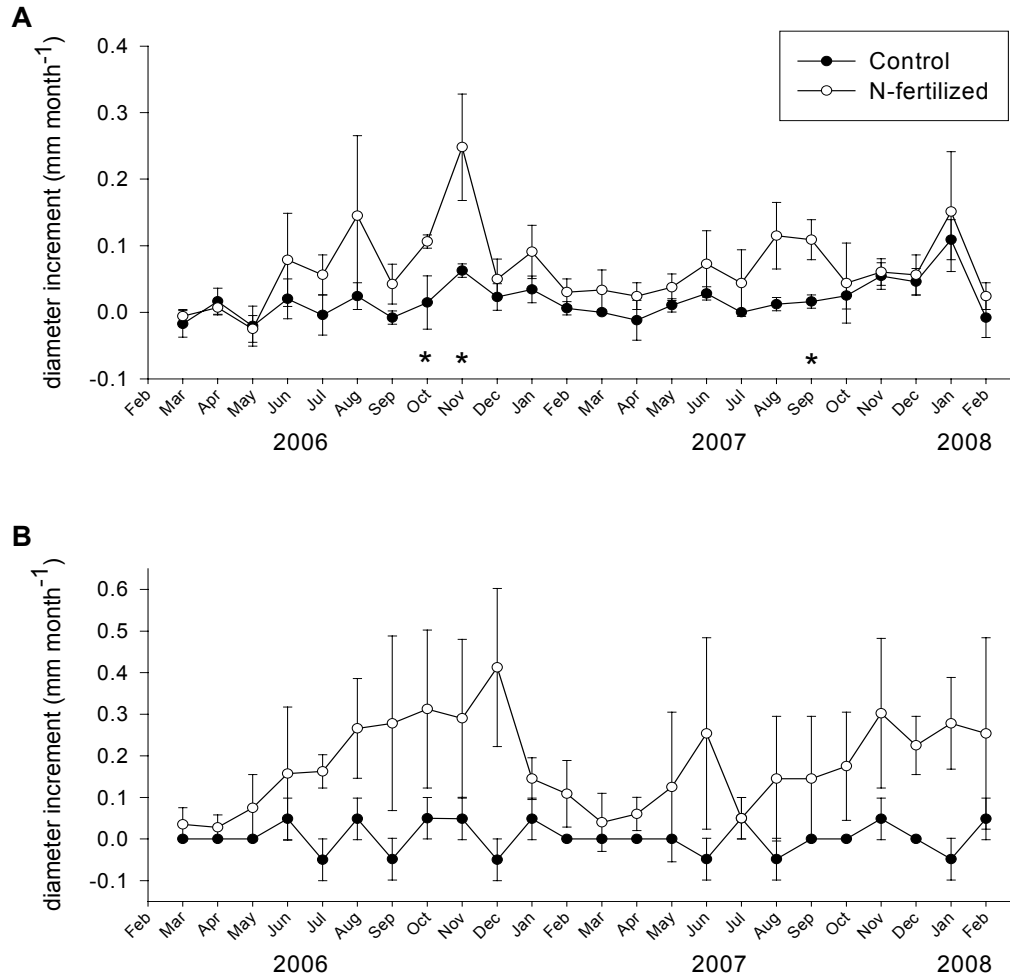 A
diameter increment (mm month-1)
0.4
0.3
0.2
0.1
0.0
-0.1
Control
N-fertilized
* * *
Feb Mar Apr May Jun Jul Aug Sep Oct Nov Dec Jan Feb Mar Apr May Jun Jul Aug Sep Oct Nov Dec Jan Feb
2006 2007 2008
B
diameter increment (mm month-1)
0.6
0.5
0.4
0.3
0.2
0.1
0.0
-0.1
Feb Mar Apr May Jun Jul Aug Sep Oct Nov Dec Jan Feb Mar Apr May Jun Jul Aug Sep Oct Nov Dec Jan Feb
2006 2007 2008